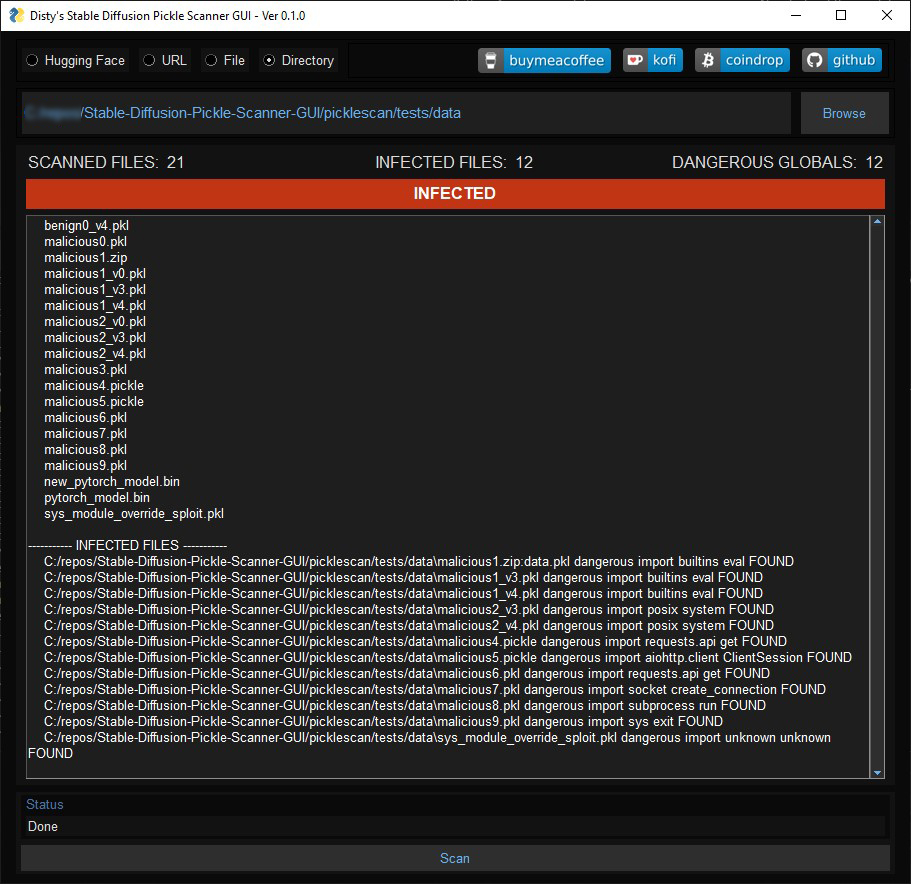 Disty's Stable Diffusion Pickle Scanner GUI - Ver 0.1.0
Hugging Face URL File Directory buymeacoffee kofi coindrop github
/Stable-Diffusion-Pickle-Scanner-GUI/picklescan/tests/data Browse
SCANNED FILES: 21 INFECTED FILES: 12 DANGEROUS GLOBALS: 12
INFECTED
benign0_v4.pkl
malicious0.pkl
malicious1.zip
malicious1_v0.pkl
malicious1_v3.pkl
malicious1_v4.pkl
malicious2_v0.pkl
malicious2_v3.pkl
malicious2_v4.pkl
malicious3.pkl
malicious4.pickle
malicious5.pickle
malicious6.pkl
malicious7.pkl
malicious8.pkl
malicious9.pkl
new_pytorch_model.bin
pytorch_model.bin
sys_module_override_sploit.pkl
----------- INFECTED FILES -----------
C:/repos/Stable-Diffusion-Pickle-Scanner-GUI/picklescan/tests/data\malicious1.zip:data.pkl dangerous import builtins eval FOUND
C:/repos/Stable-Diffusion-Pickle-Scanner-GUI/picklescan/tests/data\malicious1_v3.pkl dangerous import builtins eval FOUND
C:/repos/Stable-Diffusion-Pickle-Scanner-GUI/picklescan/tests/data\malicious1_v4.pkl dangerous import builtins eval FOUND
C:/repos/Stable-Diffusion-Pickle-Scanner-GUI/picklescan/tests/data\malicious2_v3.pkl dangerous import posix system FOUND
C:/repos/Stable-Diffusion-Pickle-Scanner-GUI/picklescan/tests/data\malicious2_v4.pkl dangerous import posix system FOUND
C:/repos/Stable-Diffusion-Pickle-Scanner-GUI/picklescan/tests/data\malicious4.pickle dangerous import requests.api get FOUND
C:/repos/Stable-Diffusion-Pickle-Scanner-GUI/picklescan/tests/data\malicious5.pickle dangerous import aiohttp.client ClientSession FOUND
C:/repos/Stable-Diffusion-Pickle-Scanner-GUI/picklescan/tests/data\malicious6.pkl dangerous import requests.api get FOUND
C:/repos/Stable-Diffusion-Pickle-Scanner-GUI/picklescan/tests/data\malicious7.pkl dangerous import socket create_connection FOUND
C:/repos/Stable-Diffusion-Pickle-Scanner-GUI/picklescan/tests/data\malicious8.pkl dangerous import subprocess run FOUND
C:/repos/Stable-Diffusion-Pickle-Scanner-GUI/picklescan/tests/data\malicious9.pkl dangerous import sys exit FOUND
C:/repos/Stable-Diffusion-Pickle-Scanner-GUI/picklescan/tests/data\sys_module_override_sploit.pkl dangerous import unknown unknown
FOUND
Status
Done
Scan